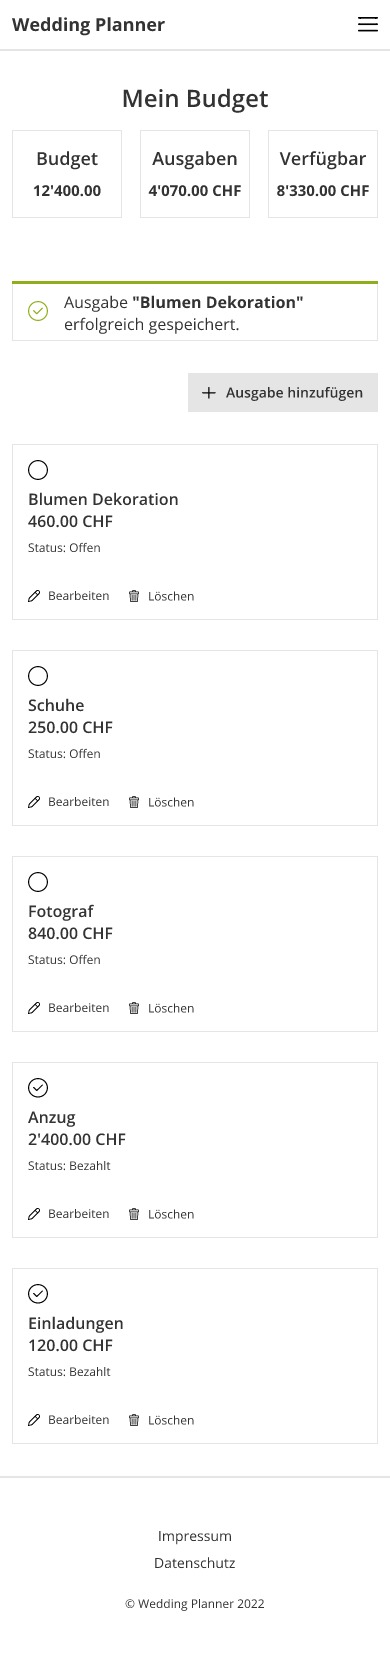 Wedding Planner
Mein Budget
Budget
12'400.00
Ausgaben
4'070.00 CHF
Verfügbar
8'330.00 CHF
Ausgabe "Blumen Dekoration"
erfolgreich gespeichert.
Ausgabe hinzufügen
Blumen Dekoration
460.00 CHF
Status: Offen
Bearbeiten Löschen
Schuhe
250.00 CHF
Status: Offen
Bearbeiten Löschen
Fotograf
840.00 CHF
Status: Offen
Bearbeiten Löschen
Anzug
2'400.00 CHF
Status: Bezahlt
Bearbeiten Löschen
Einladungen
120.00 CHF
Status: Bezahlt
Bearbeiten Löschen
Impressum
Datenschutz
© Wedding Planner 2022